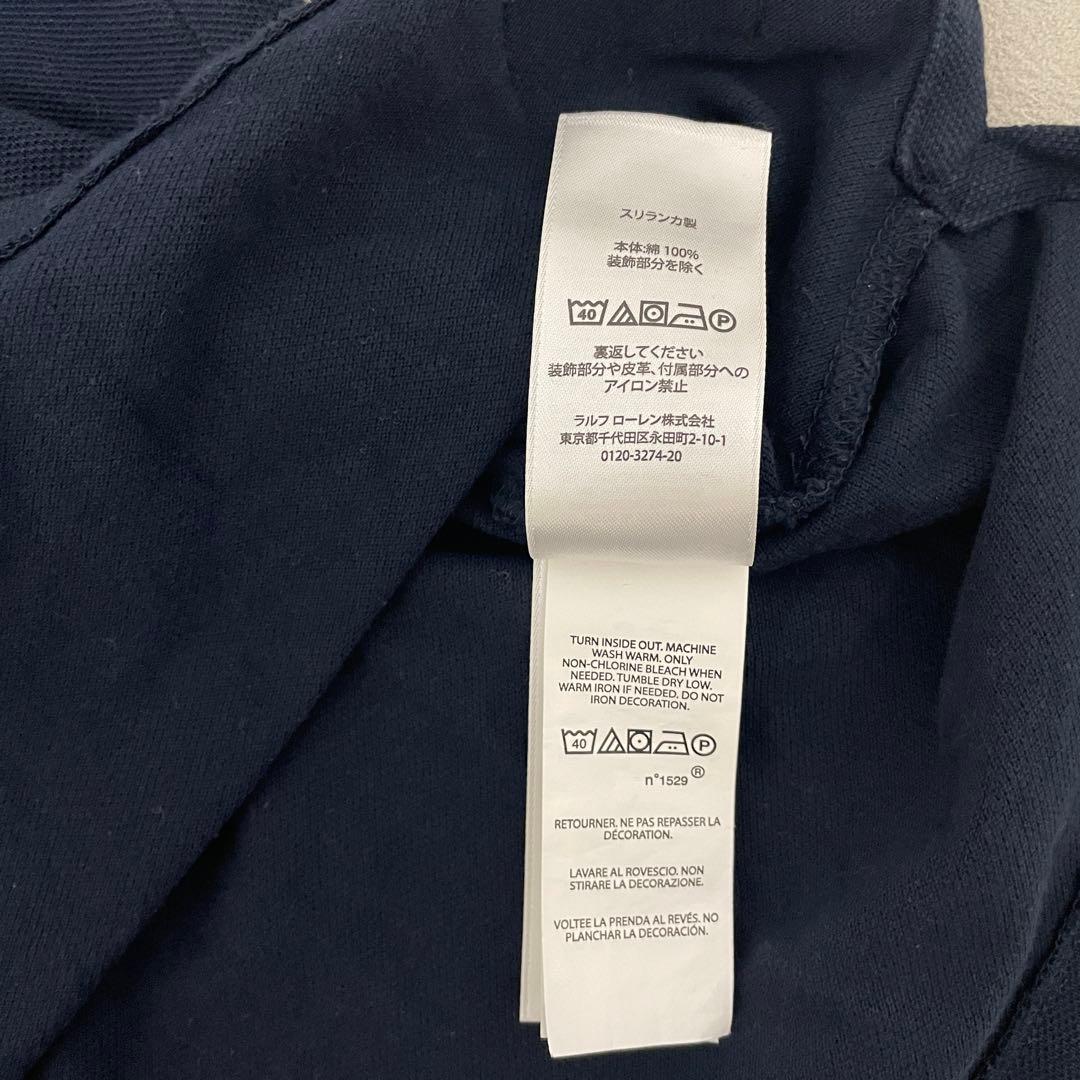 スリランカ製
本体:綿 100%
装飾部分を除く
40 P
裏返してください
装飾部分や皮革、付属部分への
アイロン禁止
ラルフ ローレン株式会社
東京都千代田区永田町2-10-1
0120-3274-20
TURN INSIDE OUT. MACHINE
WASH WARM. ONLY
NON-CHLORINE BLEACH WHEN
NEEDED. TUMBLE DRY LOW.
WARM IRON IF NEEDED. DO NOT
IRON DECORATION.
40 P
n°1529 ®
RETOURNER. NE PAS REPASSER LA
DÉCORATION.
LAVARE AL ROVESCIO. NON
STIRARE LA DECORAZIONE.
VOLTEE LA PRENDA AL REVÉS. NO
PLANCHAR LA DECORACIÓN.